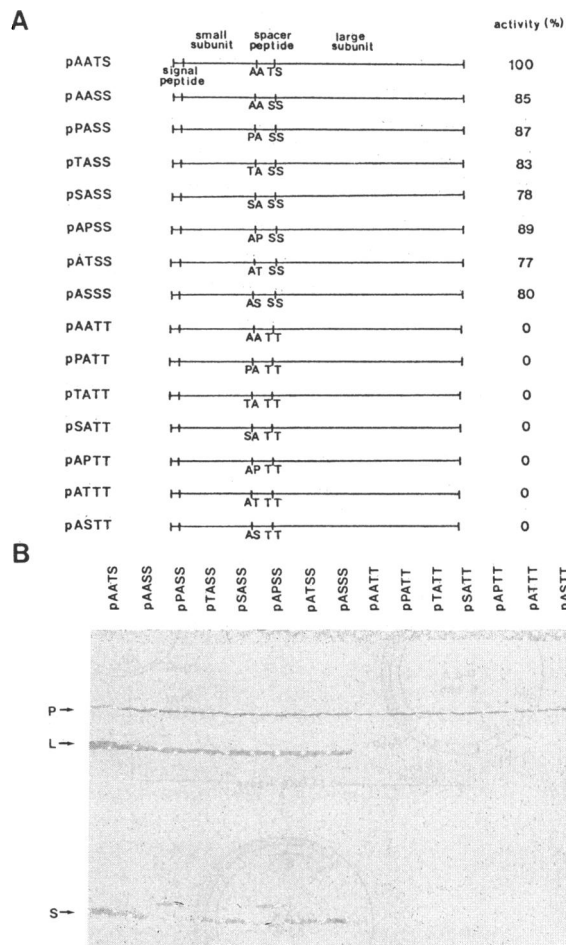 A
activity (%)
small subunit
spacer peptide
large subunit
signal peptide
pAATS AA TS 100
pAASS AA SS 85
pPASS PA SS 87
pTASS TA SS 83
pSASS SA SS 78
pAPSS AP SS 89
pATSS AT SS 77
pASSS AS SS 80
pAATT AA TT 0
pPATT PA TT 0
pTATT TA TT 0
pSATT SA TT 0
pAPTT AP TT 0
pATTT AT TT 0
pASTT AS TT 0
B
pAATS pAASS pPASS pTASS pSASS pAPSS pATSS pASSS pAATT pPATT pTATT pSATT pAPTT pATTT pASTT
P→
L→
S→